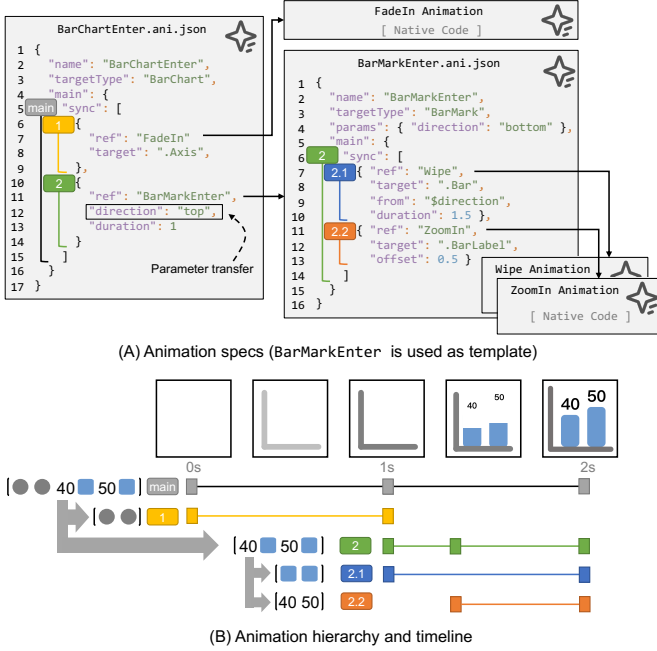 BarChartEnter.ani.json
1 {
2 "name": "BarChartEnter",
3 "targetType": "BarChart",
4 "main": {
5 main "sync": [
6 1 {
7 "ref": "FadeIn"
8 "target": ".Axis",
9 },
10 2 {
11 "ref": "BarMarkEnter",
12 "direction": "top",
13 "duration": 1
14 }
15 ]
16 }
17 }
Parameter transfer
FadeIn Animation
[ Native Code ]
BarMarkEnter.ani.json
1 {
2 "name": "BarMarkEnter",
3 "targetType": "BarMark",
4 "params": { "direction": "bottom" },
5 "main": {
6 2 "sync": [
7 2.1 { "ref": "Wipe",
8 "target": ".Bar",
9 "from": "$direction",
10 "duration": 1.5 },
11 2.2 { "ref": "ZoomIn",
12 "target": ".BarLabel",
13 "offset": 0.5 }
14 ]
15 }
16 }
Wipe Animation
ZoomIn Animation
[ Native Code ]
(A) Animation specs (BarMarkEnter is used as template)
40 50
40 50
0s 1s 2s
[ 40 50 ] main
[ ] 1
[ 40 50 ] 2
[ ] 2.1
[ 40 50 ] 2.2
(B) Animation hierarchy and timeline